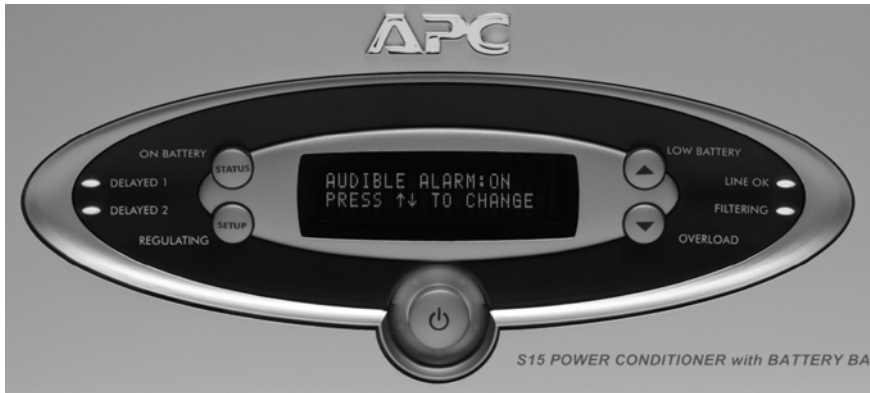 APC
ON BATTERY
DELAYED 1
DELAYED 2
REGULATING
STATUS
SETUP
AUDIBLE ALARM:ON
PRESS ↑↓ TO CHANGE
LOW BATTERY
LINE OK
FILTERING
OVERLOAD
S15 POWER CONDITIONER with BATTERY BA